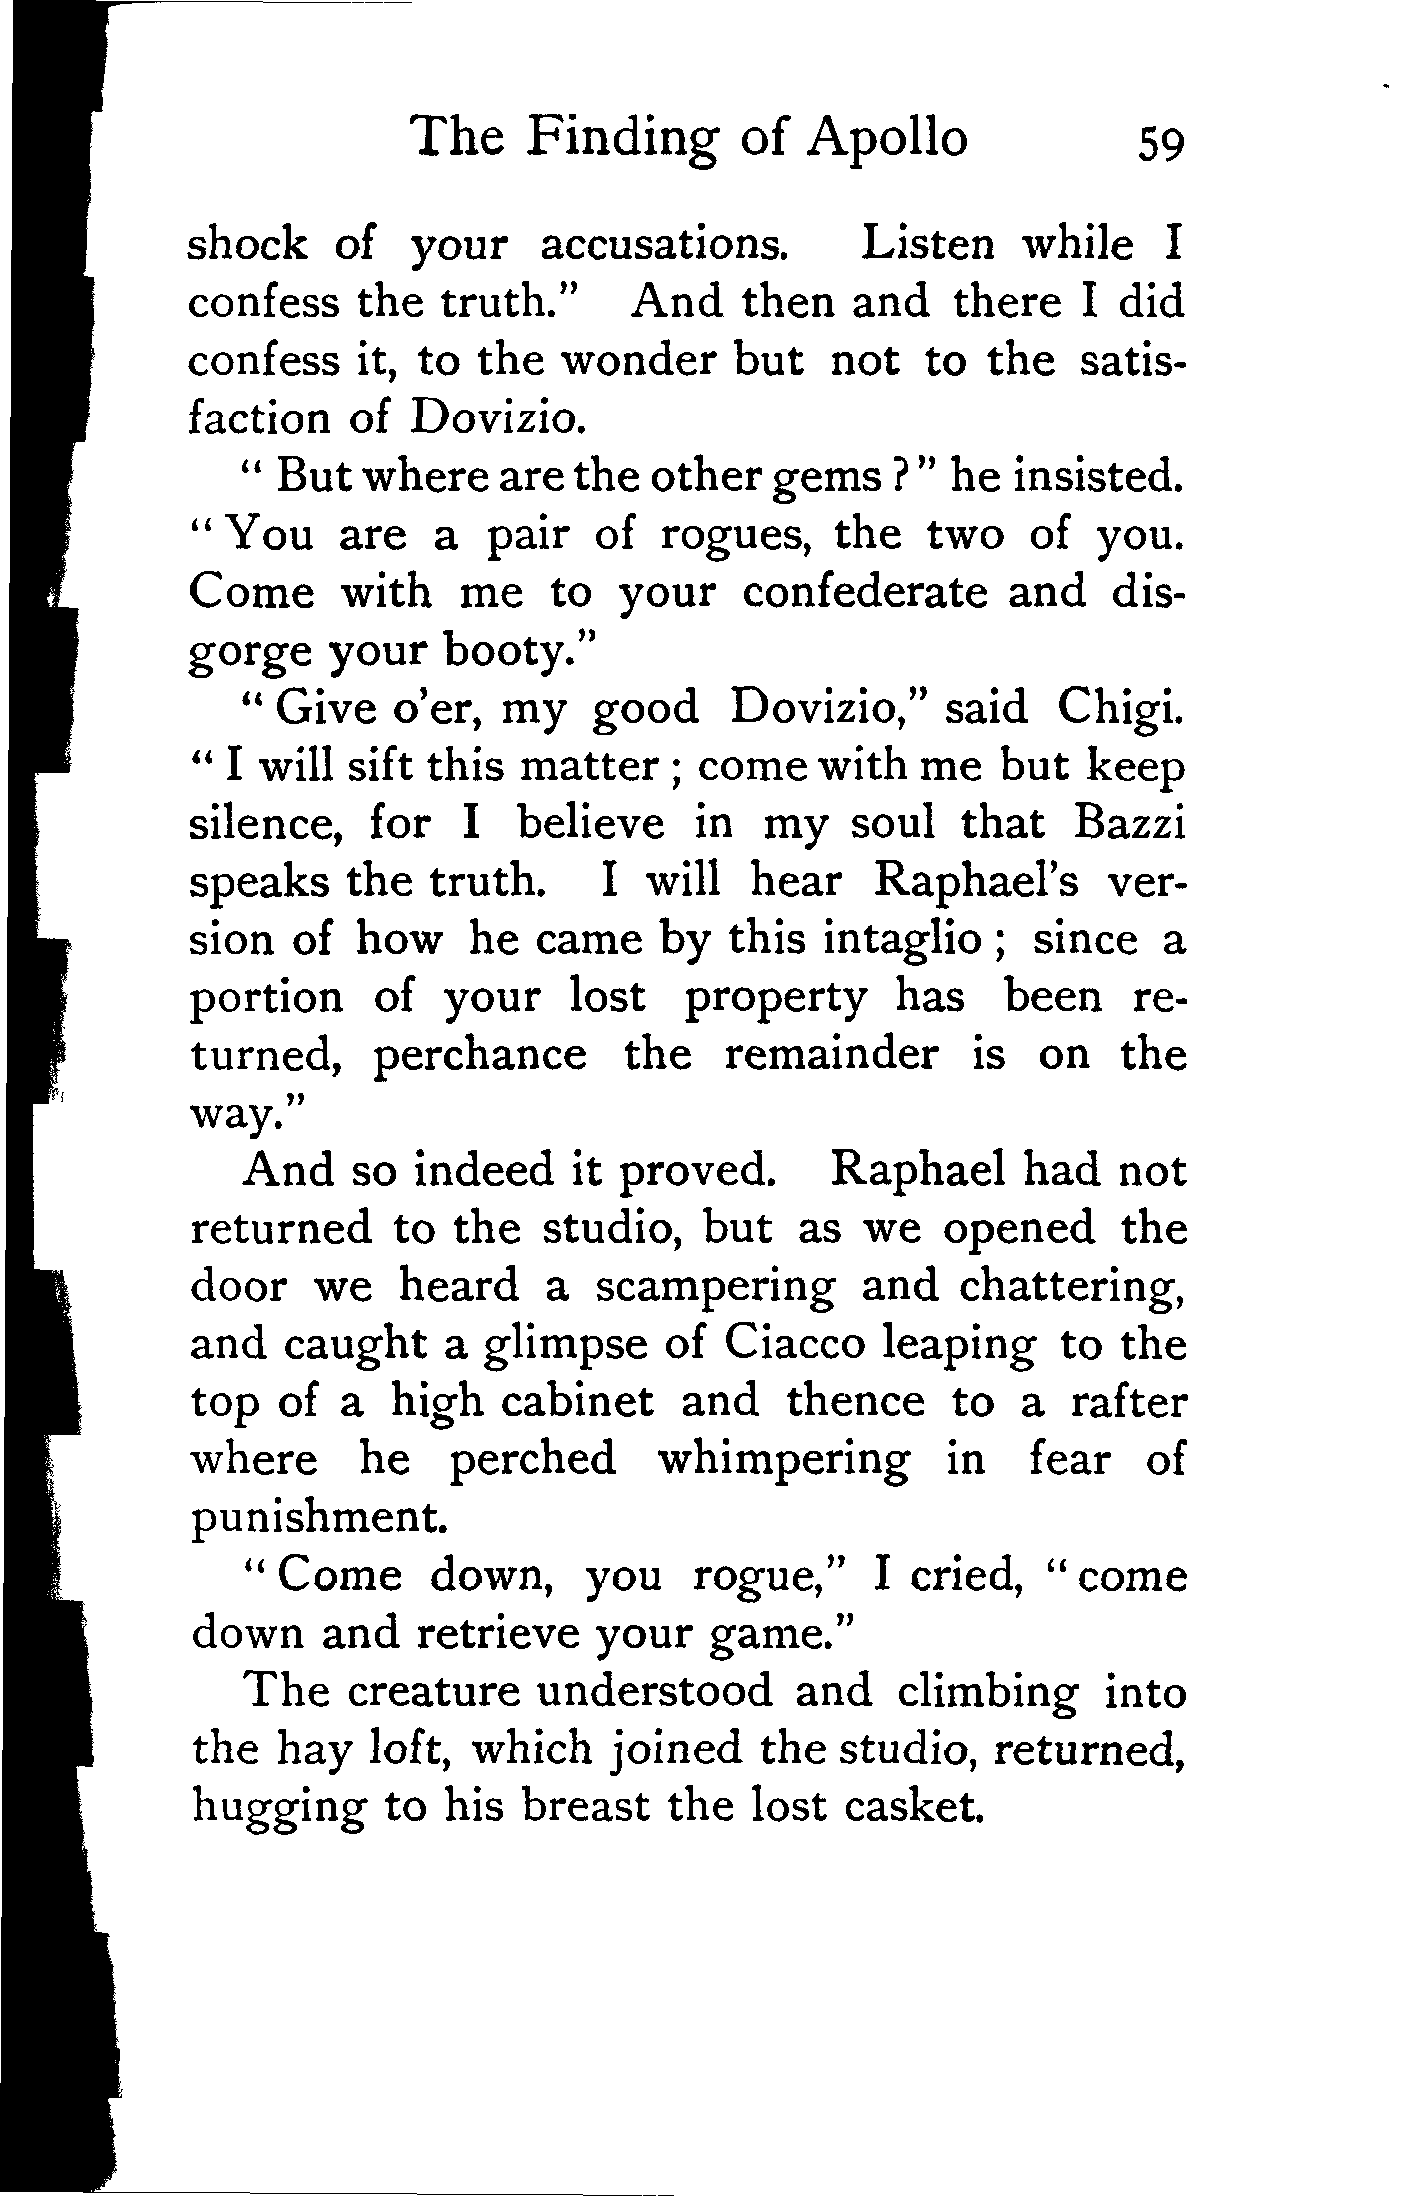 The Finding of Apollo 59
shock of your accusations. Listen while I
confess the truth." And then and there I did
confess it, to the wonder but not to the satis-
faction of Dovizio.
" But where are the other gems ? " he insisted.
" You are a pair of rogues, the two of you.
Come with me to your confederate and dis-
gorge your booty."
" Give o'er, my good Dovizio," said Chigi.
" I will sift this matter ; come with me but keep
silence, for I believe in my soul that Bazzi
speaks the truth. I will hear Raphael's ver-
sion of how he came by this intaglio ; since a
portion of your lost property has been re-
turned, perchance the remainder is on the
way."
And so indeed it proved. Raphael had not
returned to the studio, but as we opened the
door we heard a scampering and chattering,
and caught a glimpse of Ciacco leaping to the
top of a high cabinet and thence to a rafter
where he perched whimpering in fear of
punishment.
" Come down, you rogue," I cried, " come
down and retrieve your game."
The creature understood and climbing into
the hay loft, which joined the studio, returned,
hugging to his breast the lost casket.